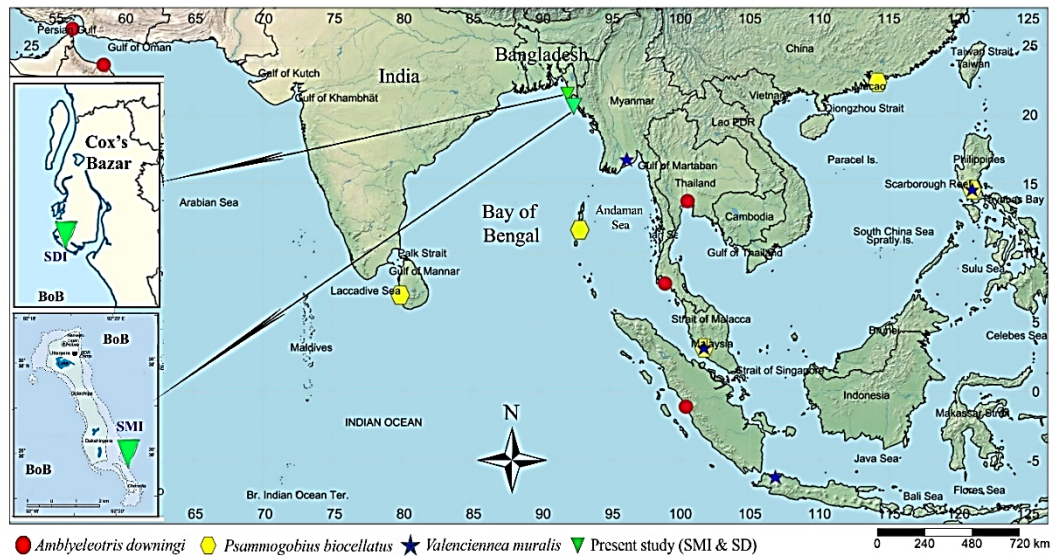 55
60
65
70
75
80
85
90
95
100
105
110
115
120
125
Persian Gulf
25
Gulf of Oman
Bangladesh
China
25
Taiwan Strait
Taiwan
Gulf of Kutch
India
Gulf of Khambhāt
Macao
Myanmar
Vietnam
Qiongzhou Strait
20
Lao PDR
Cox's
Bazar
Gulf of Martaban
Paracel Is.
Philippines
Thailand
Scarborough Reef
15
Arabian Sea
Bay of
Bengal
Andaman
Sea
Cambodia
South China Sea
Spratly Is.
10
SDI
BoB
Palk Strait
Gulf of Mannar
Gulf of Thailand
Sulu Sea
Laccadive Sea
BoB
Strait of Malacca
Brunei
5
Celebes Sea
Maldives
Malaysia
Strait of Singapore
SMI
Indonesia
0
Makassar Strait
INDIAN OCEAN
N
BoB
Java Sea
-5
Br. Indian Ocean Ter.
Bali Sea
Flores Sea
65
70
75
80
85
90
95
100
105
110
115
120
125
Amblyeleotris downingi Psammogobius biocellatus Valenciennea muralis Present study (SMI & SD)
0 240 480 720 km